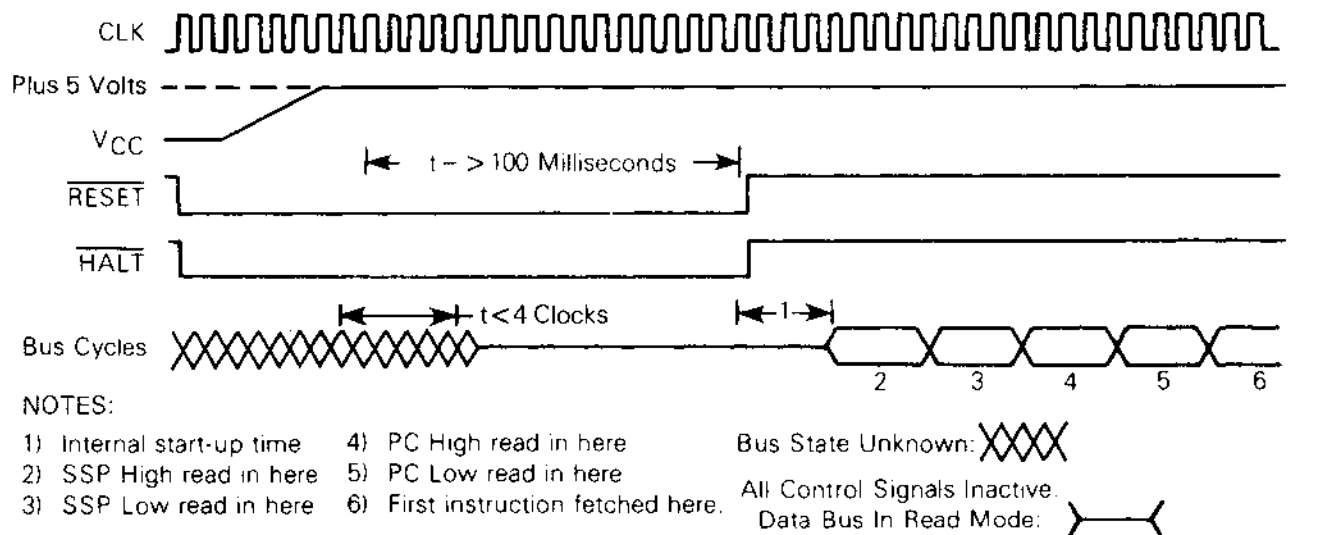 CLK
Plus 5 Volts
VCC
t - > 100 Milliseconds
RESET
HALT
t < 4 Clocks
1
Bus Cycles
2 3 4 5 6
NOTES:
1) Internal start-up time
2) SSP High read in here
3) SSP Low read in here
4) PC High read in here
5) PC Low read in here
6) First instruction fetched here.
Bus State Unknown:
All Control Signals Inactive.
Data Bus In Read Mode: